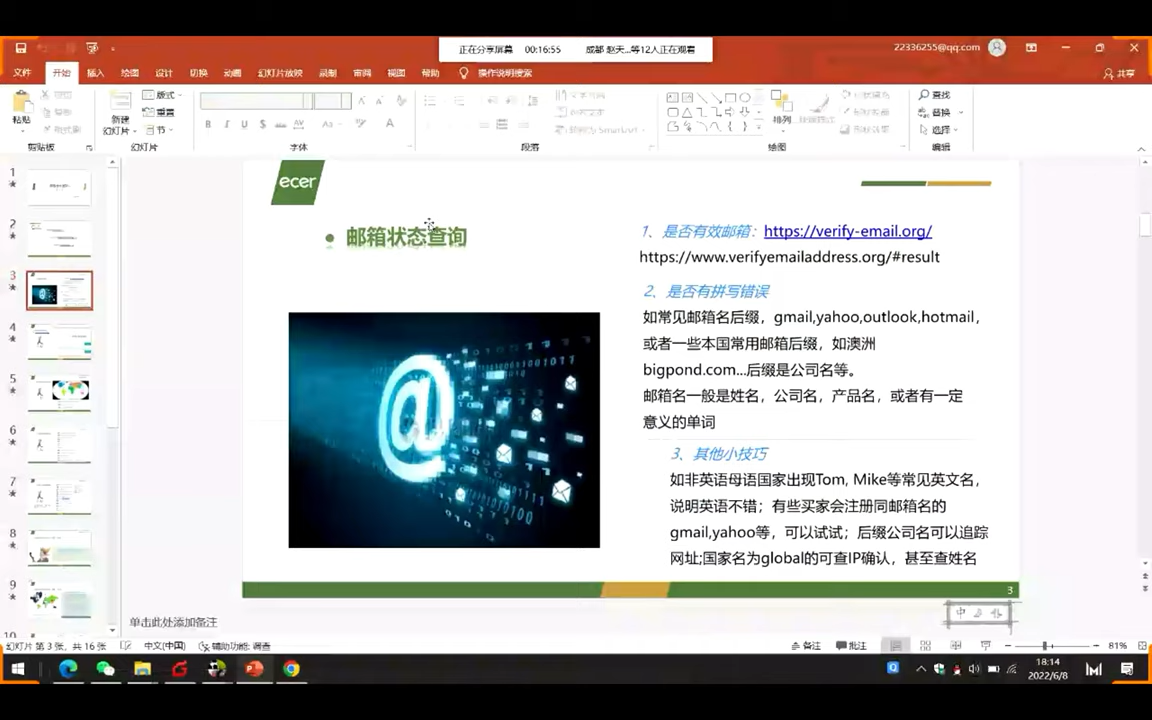 正在分享屏幕 00:16:55 成都 赵天...等12人正在观看
22336255@qq.com
文件 开始 插入 绘图 设计 切换 动画 幻灯片放映 录制 审阅 视图 帮助 操作说明搜索 共享
粘贴 新建 幻灯片 版式 重置 节 排列 查找 替换 选择
剪贴板 幻灯片 字体 段落 绘图 编辑
1
2
3
4
5
6
7
8
9
10
ecer
邮箱状态查询
1、是否有效邮箱：https://verify-email.org/
https://www.verifyemailaddress.org/#result
2、是否有拼写错误
如常见邮箱名后缀，gmail,yahoo,outlook,hotmail，
或者一些本国常用邮箱后缀，如澳洲
bigpond.com...后缀是公司名等。
邮箱名一般是姓名，公司名，产品名，或者有一定
意义的单词
3、其他小技巧
如非英语母语国家出现Tom, Mike等常见英文名，
说明英语不错；有些买家会注册同邮箱名的
gmail,yahoo等，可以试试；后缀公司名可以追踪
网址;国家名为global的可查IP确认，甚至查姓名
3
单击此处添加备注
幻灯片 第 3 张，共 16 张 中文(中国) 辅助功能: 调查 备注 批注 81%
18:14
2022/6/8